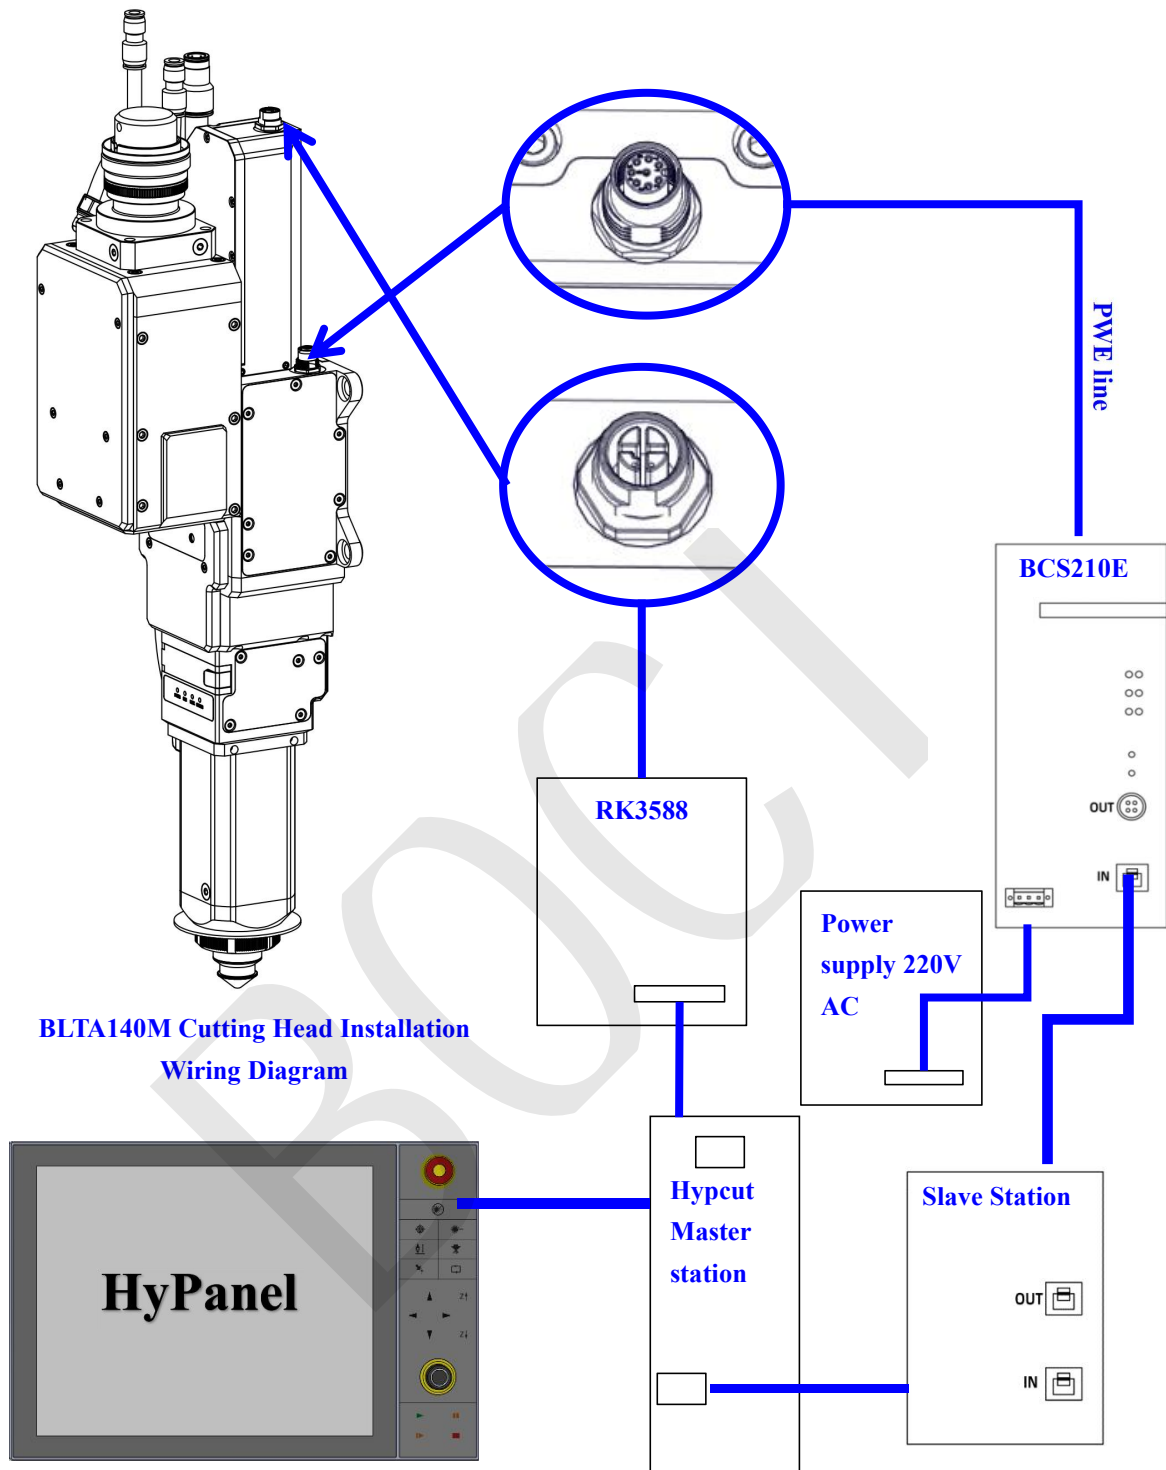 PWE line
BCS210E
OUT
IN
RK3588
Power
supply 220V
AC
BLTA140M Cutting Head Installation
Wiring Diagram
Hypcut
Master
station
Slave Station
OUT
IN
HyPanel
Z↑
Z↓
BOCI